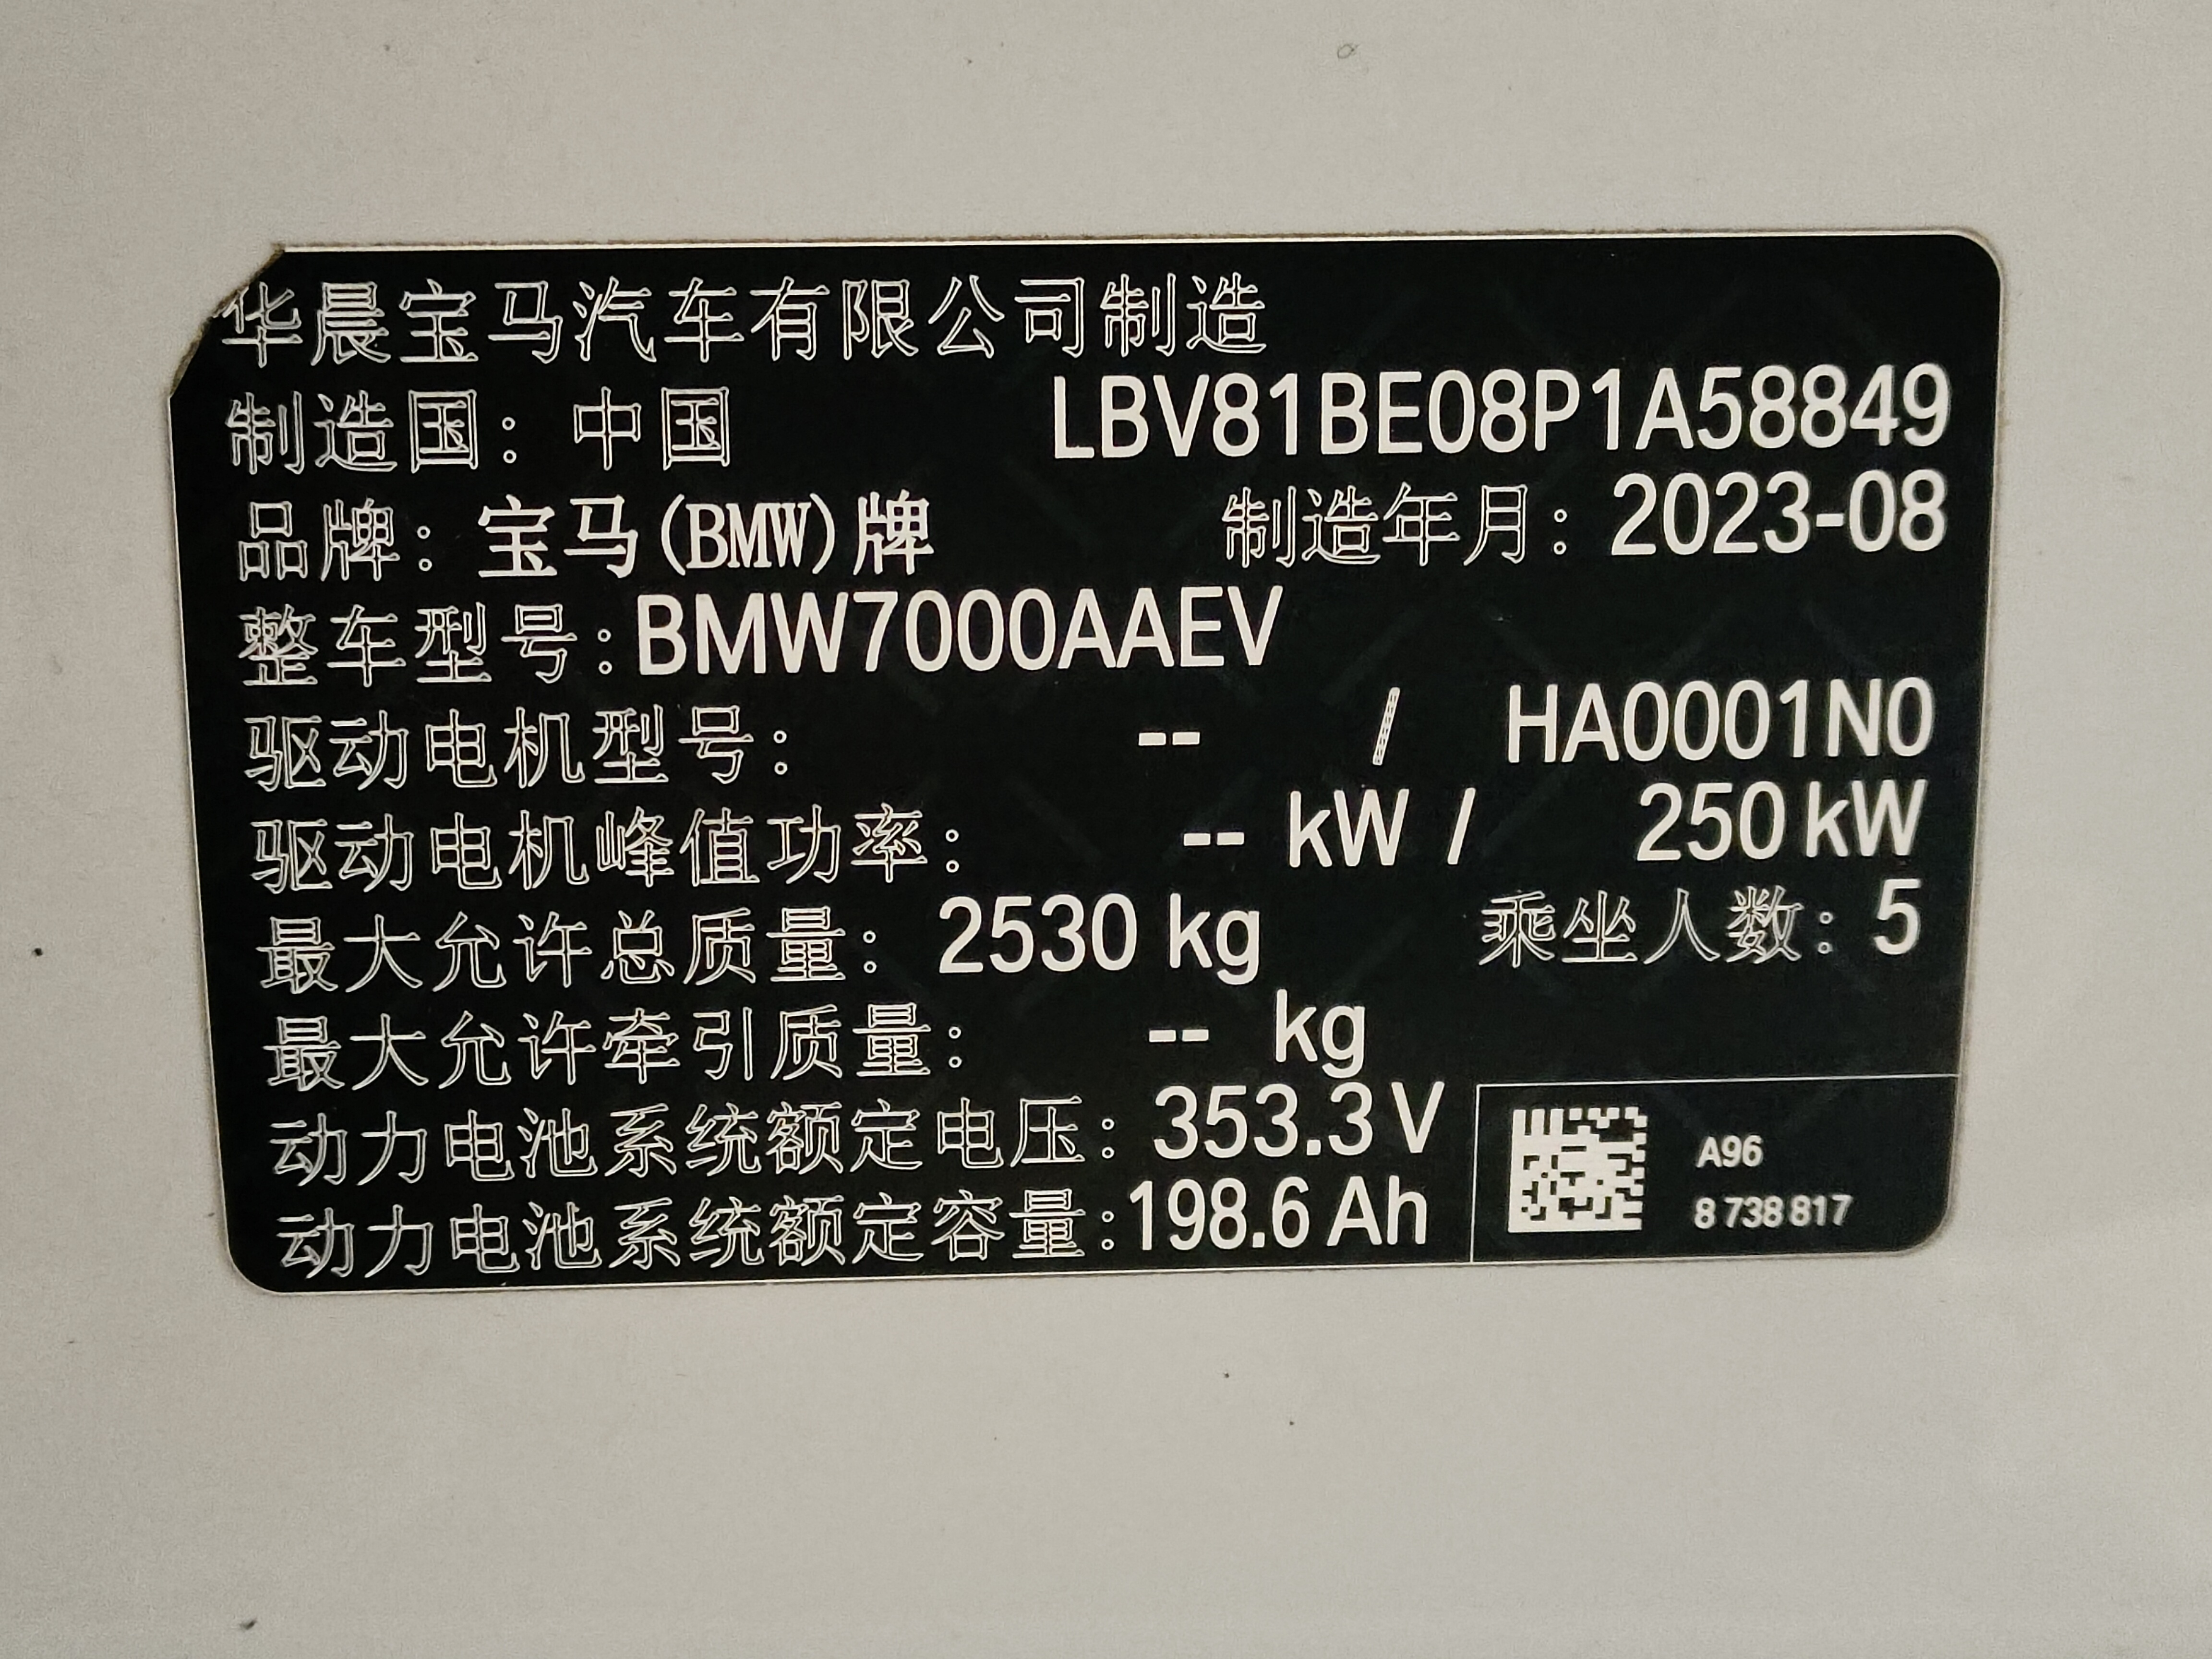 华晨宝马汽车有限公司制造
制造国：中国 LBV81BE08P1A58849
品牌：宝马(BMW)牌 制造年月：2023-08
整车型号：BMW7000AAEV
驱动电机型号： -- / HA0001N0
驱动电机峰值功率： -- kW / 250 kW
最大允许总质量：2530 kg 乘坐人数：5
最大允许牵引质量： -- kg
动力电池系统额定电压：353.3 V
动力电池系统额定容量：198.6 Ah
A96
8 738 817